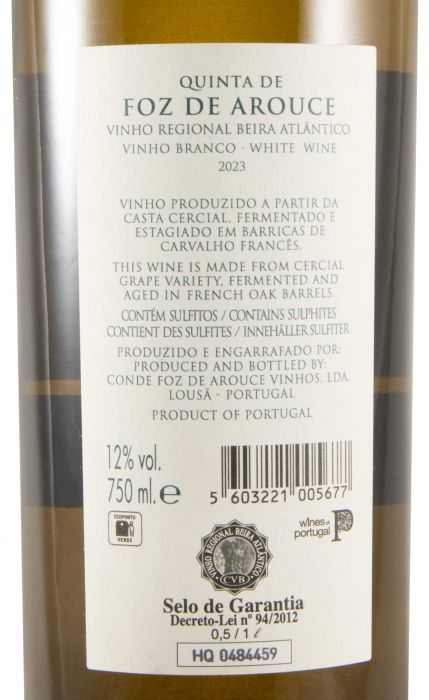 QUINTA DE
FOZ DE AROUCE
VINHO REGIONAL BEIRA ATLÂNTICO
VINHO BRANCO · WHITE WINE
2023
VINHO PRODUZIDO A PARTIR DA
CASTA CERCIAL, FERMENTADO E
ESTAGIADO EM BARRICAS DE
CARVALHO FRANCÊS.
THIS WINE IS MADE FROM CERCIAL
GRAPE VARIETY, FERMENTED AND
AGED IN FRENCH OAK BARRELS.
CONTÉM SULFITOS / CONTAINS SULPHITES
CONTIENT DES SULFITES / INNEHÅLLER SULFITER
PRODUZIDO E ENGARRAFADO POR:
PRODUCED AND BOTTLED BY:
CONDE FOZ DE AROUCE VINHOS, LDA.
LOUSÃ - PORTUGAL
PRODUCT OF PORTUGAL
12% vol.
750 ml. e
5 603221 005677
ECOPONTO
VERDE
wines of
portugal
VINHO REGIONAL BEIRA ATLÂNTICO
CVB
Selo de Garantia
Decreto-Lei nº 94/2012
0,5 / 1 ℓ
HQ 0484459